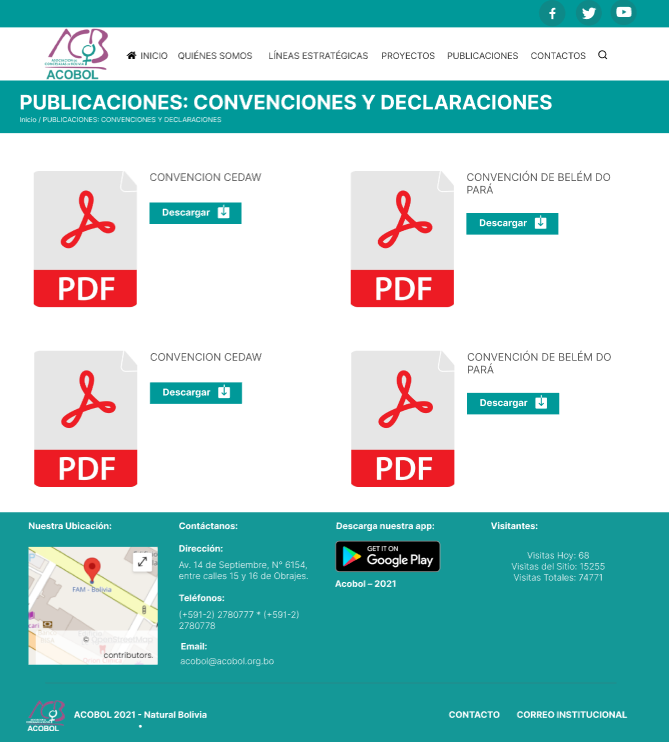 ACOBOL
INICIO QUIÉNES SOMOS LÍNEAS ESTRATÉGICAS PROYECTOS PUBLICACIONES CONTACTOS
PUBLICACIONES: CONVENCIONES Y DECLARACIONES
Inicio / PUBLICACIONES: CONVENCIONES Y DECLARACIONES
PDF
CONVENCION CEDAW
Descargar
PDF
CONVENCIÓN DE BELÉM DO
PARÁ
Descargar
PDF
CONVENCION CEDAW
Descargar
PDF
CONVENCIÓN DE BELÉM DO
PARÁ
Descargar
Nuestra Ubicación:
FAM - Bolivia
©
contributors.
Contáctanos:
Dirección:
Av. 14 de Septiembre, N° 6154,
entre calles 15 y 16 de Obrajes.
Teléfonos:
(+591-2) 2780777 * (+591-2)
2780778
Email:
acobol@acobol.org.bo
Descarga nuestra app:
GET IT ON
Google Play
Acobol – 2021
Visitantes:
Visitas Hoy: 68
Visitas del Sitio: 15255
Visitas Totales: 74771
ACOBOL
ACOBOL 2021 - Natural Bolivia
*
CONTACTO CORREO INSTITUCIONAL